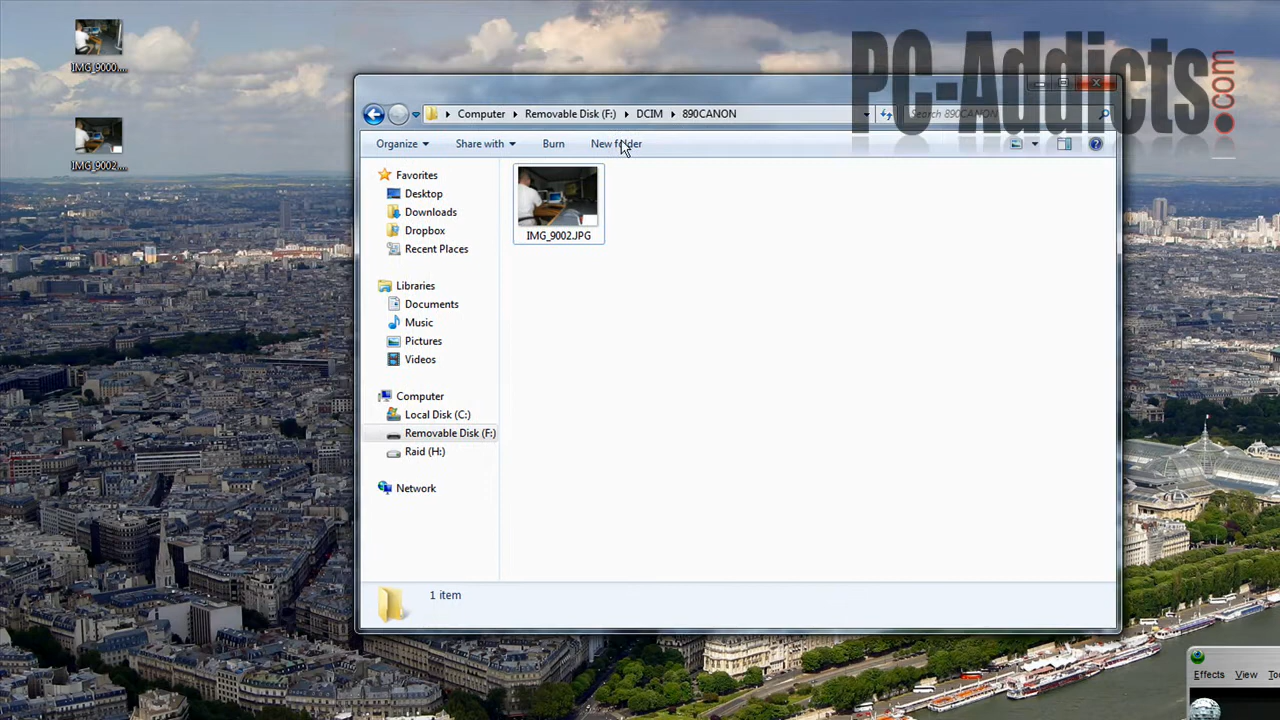 IMG_9000....
IMG_9002....
PC-Addicts.com
Computer
Removable Disk (F:)
DCIM
890CANON
Search 890CANON
Organize
Share with
Burn
New folder
Favorites
Desktop
Downloads
Dropbox
Recent Places
Libraries
Documents
Music
Pictures
Videos
Computer
Local Disk (C:)
Removable Disk (F:)
Raid (H:)
Network
IMG_9002.JPG
1 item
Effects
View